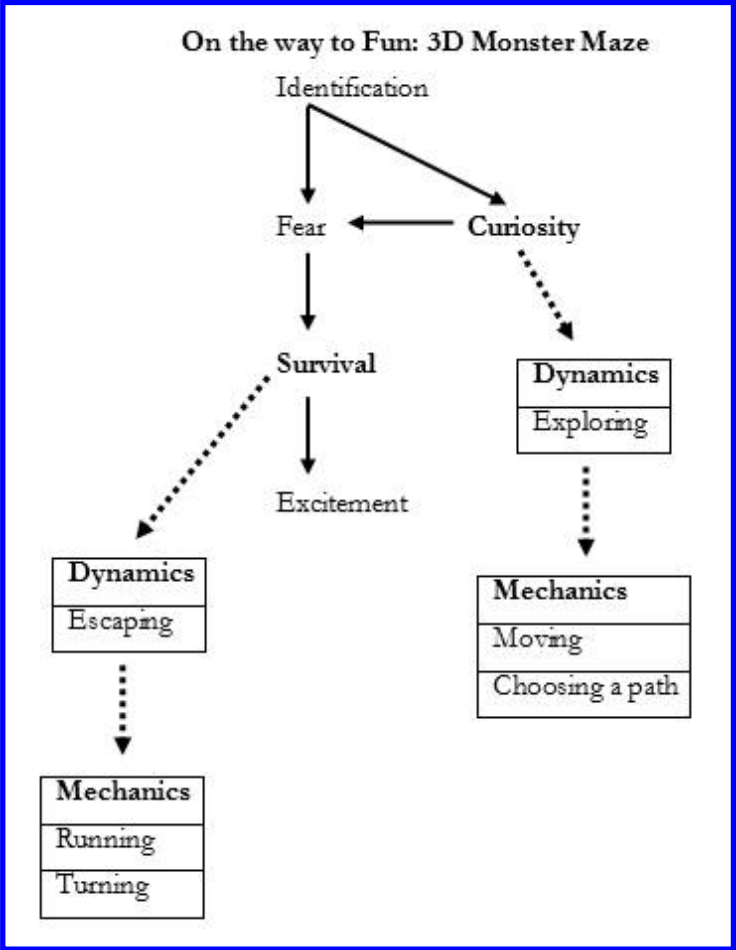 On the way to Fun: 3D Monster Maze
Identification
Fear
Curiosity
Survival
Dynamics
Exploring
Excitement
Dynamics
Escaping
Mechanics
Moving
Choosing a path
Mechanics
Running
Turning